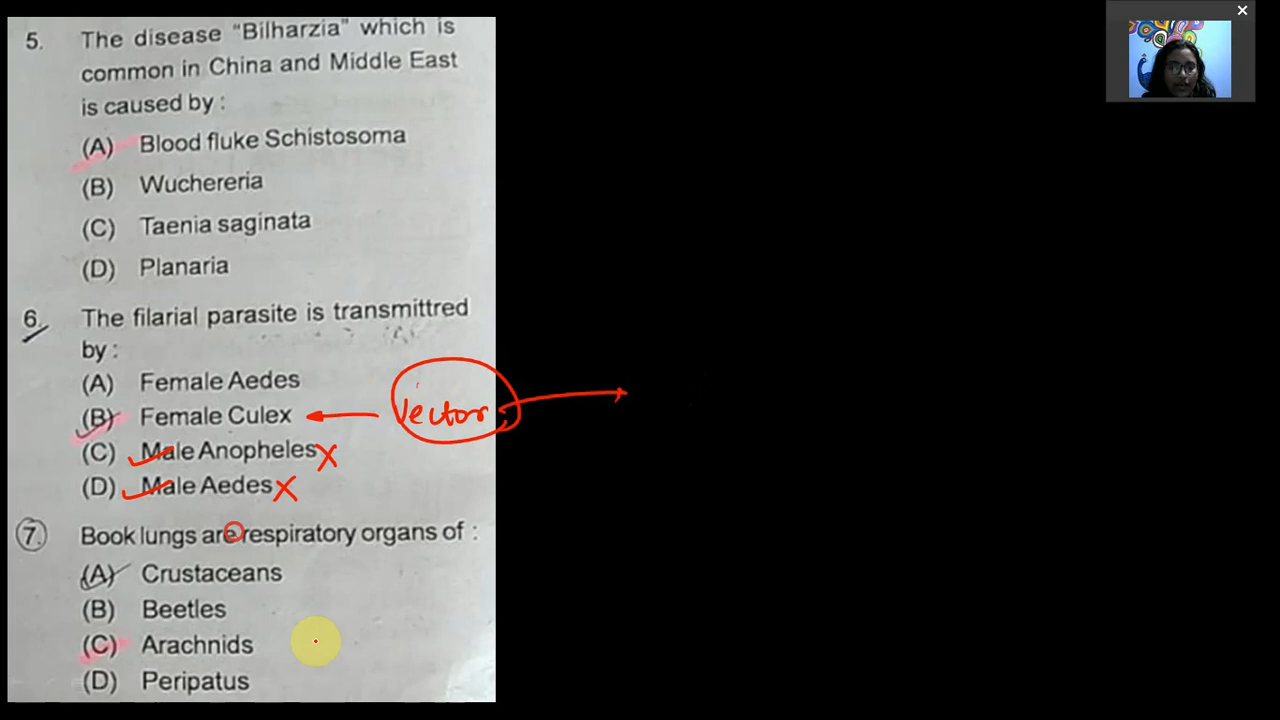 5. The disease "Bilharzia" which is
common in China and Middle East
is caused by :
(A) Blood fluke Schistosoma
(B) Wuchereria
(C) Taenia saginata
(D) Planaria
6. The filarial parasite is transmittred
by :
(A) Female Aedes
(B) Female Culex
Vector
(C) Male Anopheles X
(D) Male Aedes X
7. Book lungs are respiratory organs of :
(A) Crustaceans
(B) Beetles
(C) Arachnids
(D) Peripatus